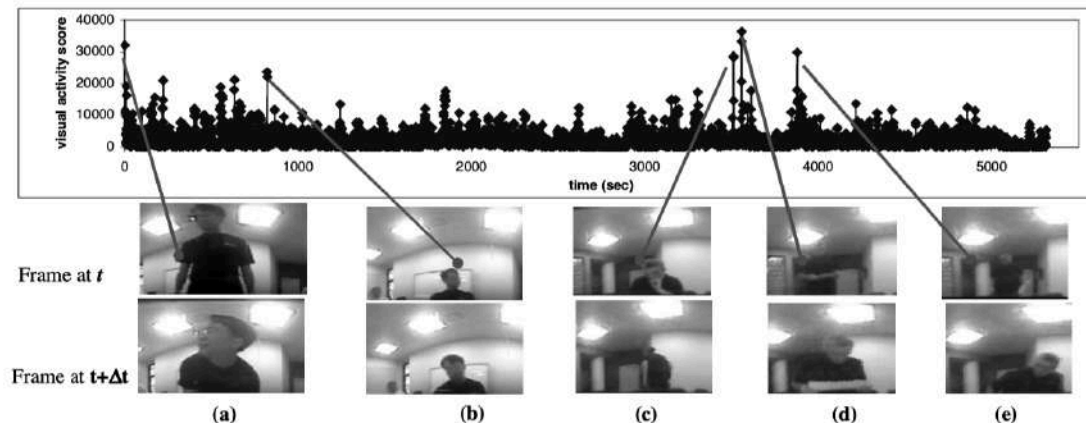 visual activity score
40000
30000
20000
10000
0
0 1000 2000 3000 4000 5000
time (sec)
Frame at t
Frame at t+Δt
(a) (b) (c) (d) (e)